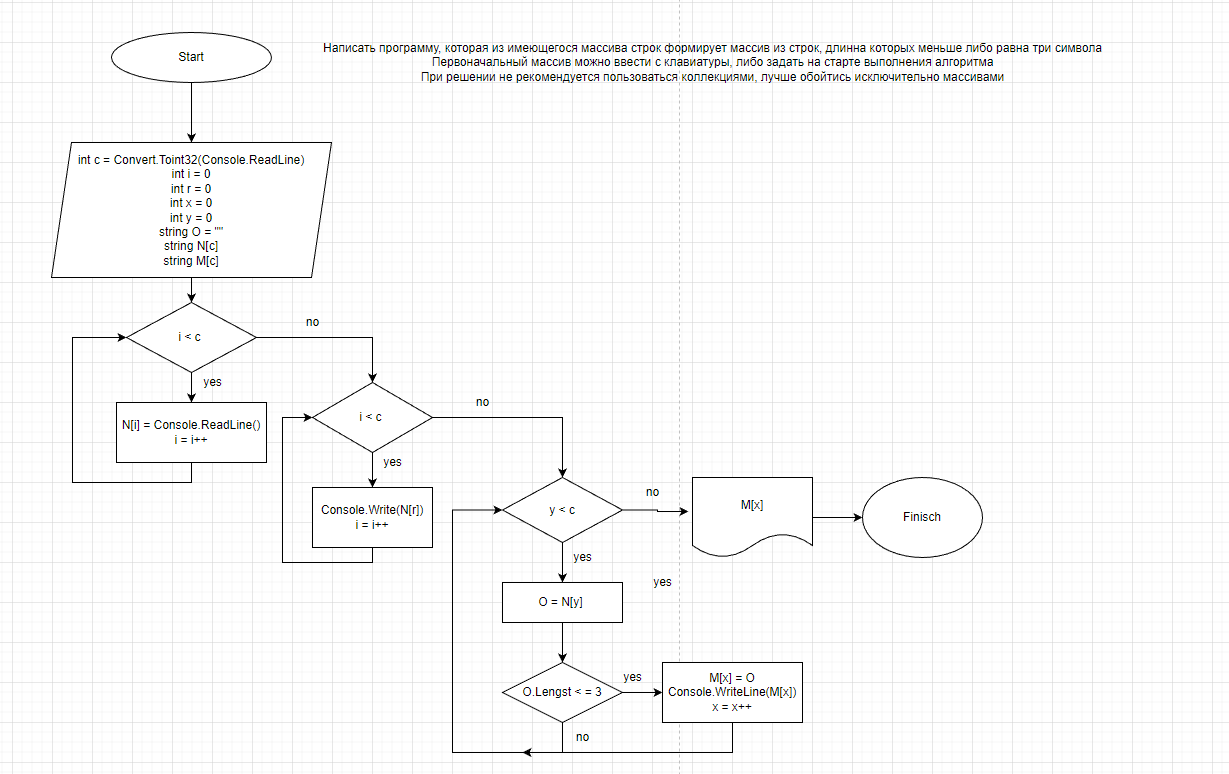 Start
Написать программу, которая из имеющегося массива строк формирует массив из строк, длинна которых меньше либо равна три символа
Первоначальный массив можно ввести с клавиатуры, либо задать на старте выполнения алгоритма
При решении не рекомендуется пользоваться коллекциями, лучше обойтись исключительно массивами
int c = Convert.Toint32(Console.ReadLine)
int i = 0
int r = 0
int x = 0
int y = 0
string O = ""
string N[c]
string M[c]
i < c
no
yes
N[i] = Console.ReadLine()
i = i++
i < c
no
yes
Console.Write(N[r])
i = i++
y < c
no
yes
M[x]
Finisch
yes
O = N[y]
O.Lengst < = 3
yes
no
M[x] = O
Console.WriteLine(M[x])
x = x++